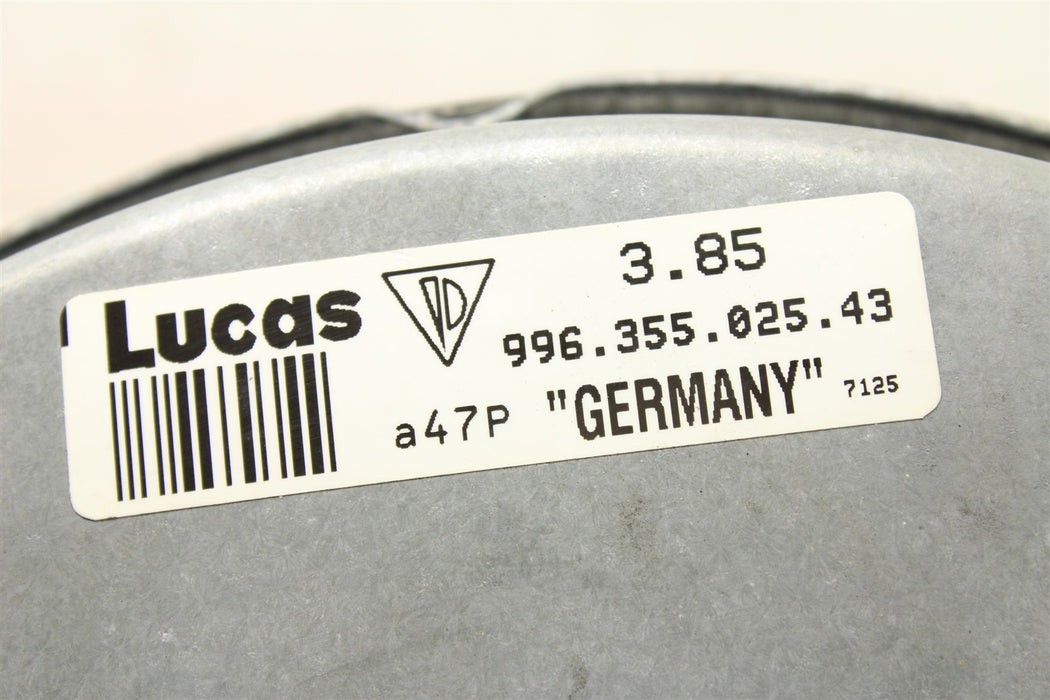 Lucas
3.85
996.355.025.43
a47P "GERMANY" 7125